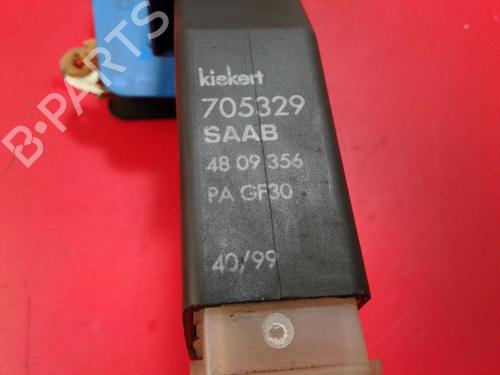 kiekert
705329
SAAB
48 09 356
PA GF30
40/99
B-PARTS